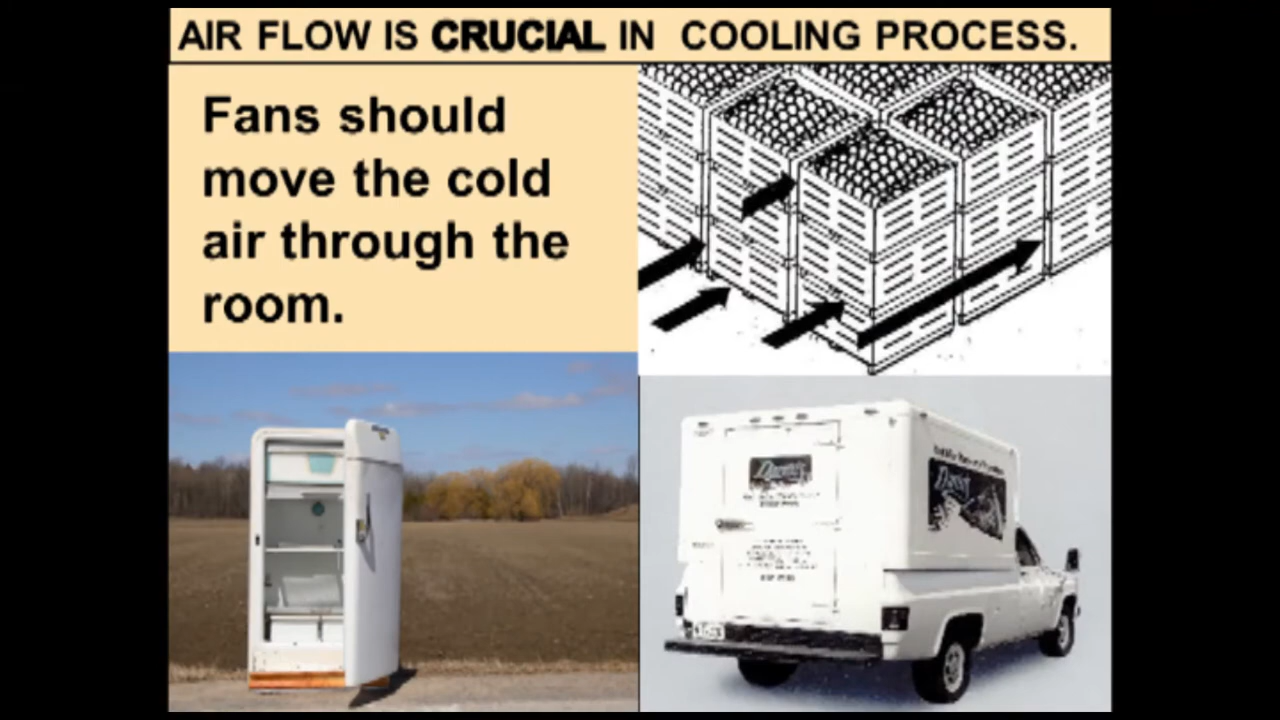 AIR FLOW IS CRUCIAL IN COOLING PROCESS.
Fans should
move the cold
air through the
room.